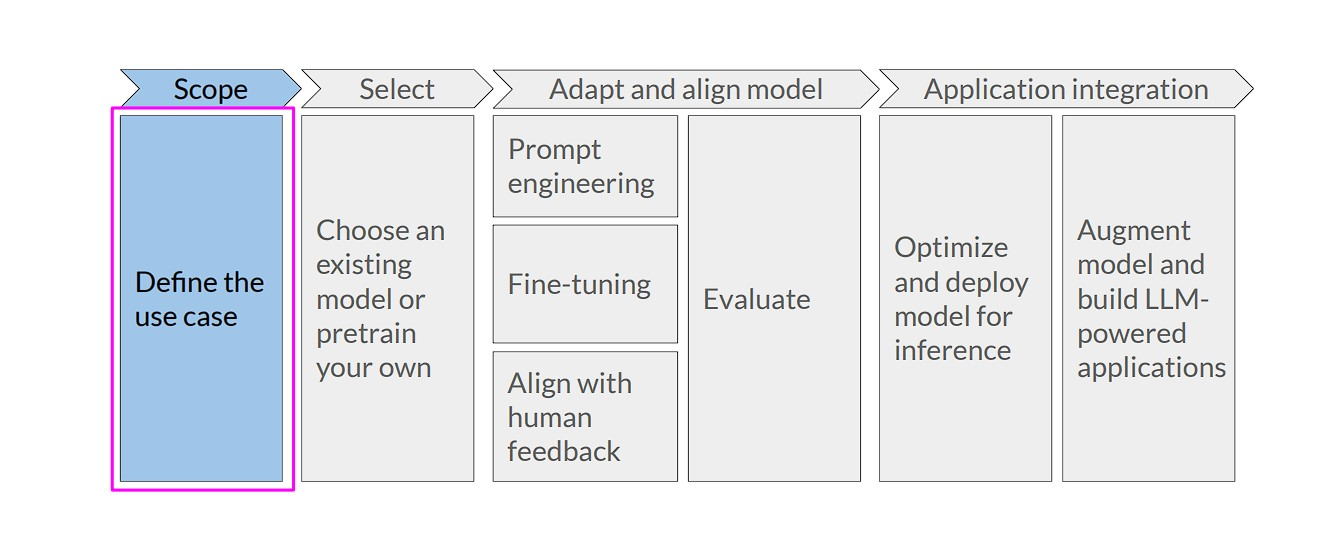 Scope
Select
Adapt and align model
Application integration
Define the
use case
Choose an
existing
model or
pretrain
your own
Prompt
engineering
Fine-tuning
Align with
human
feedback
Evaluate
Optimize
and deploy
model for
inference
Augment
model and
build LLM-
powered
applications